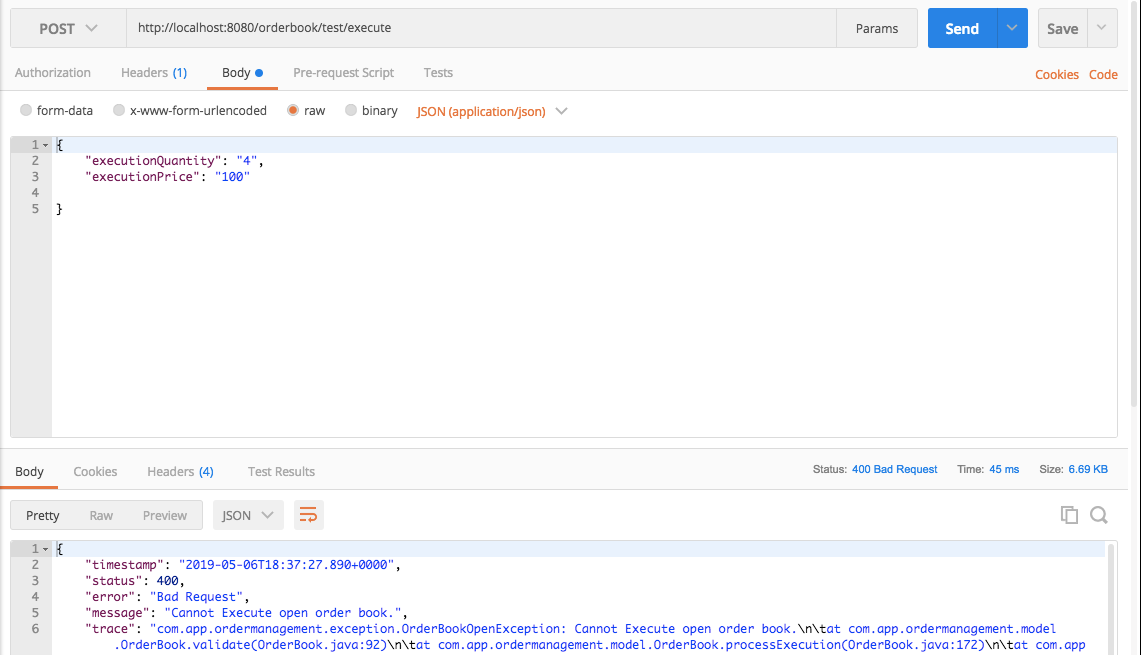 POST http://localhost:8080/orderbook/test/execute Params Send Save
Authorization Headers (1) Body Pre-request Script Tests Cookies Code
form-data x-www-form-urlencoded raw binary JSON (application/json)
1 {
2 "executionQuantity": "4",
3 "executionPrice": "100"
4
5 }
Body Cookies Headers (4) Test Results Status: 400 Bad Request Time: 45 ms Size: 6.69 KB
Pretty Raw Preview JSON
1 {
2 "timestamp": "2019-05-06T18:37:27.890+0000",
3 "status": 400,
4 "error": "Bad Request",
5 "message": "Cannot Execute open order book.",
6 "trace": "com.app.ordermanagement.exception.OrderBookOpenException: Cannot Execute open order book.\n\tat com.app.ordermanagement.model
.OrderBook.validate(OrderBook.java:92)\n\tat com.app.ordermanagement.model.OrderBook.processExecution(OrderBook.java:172)\n\tat com.app